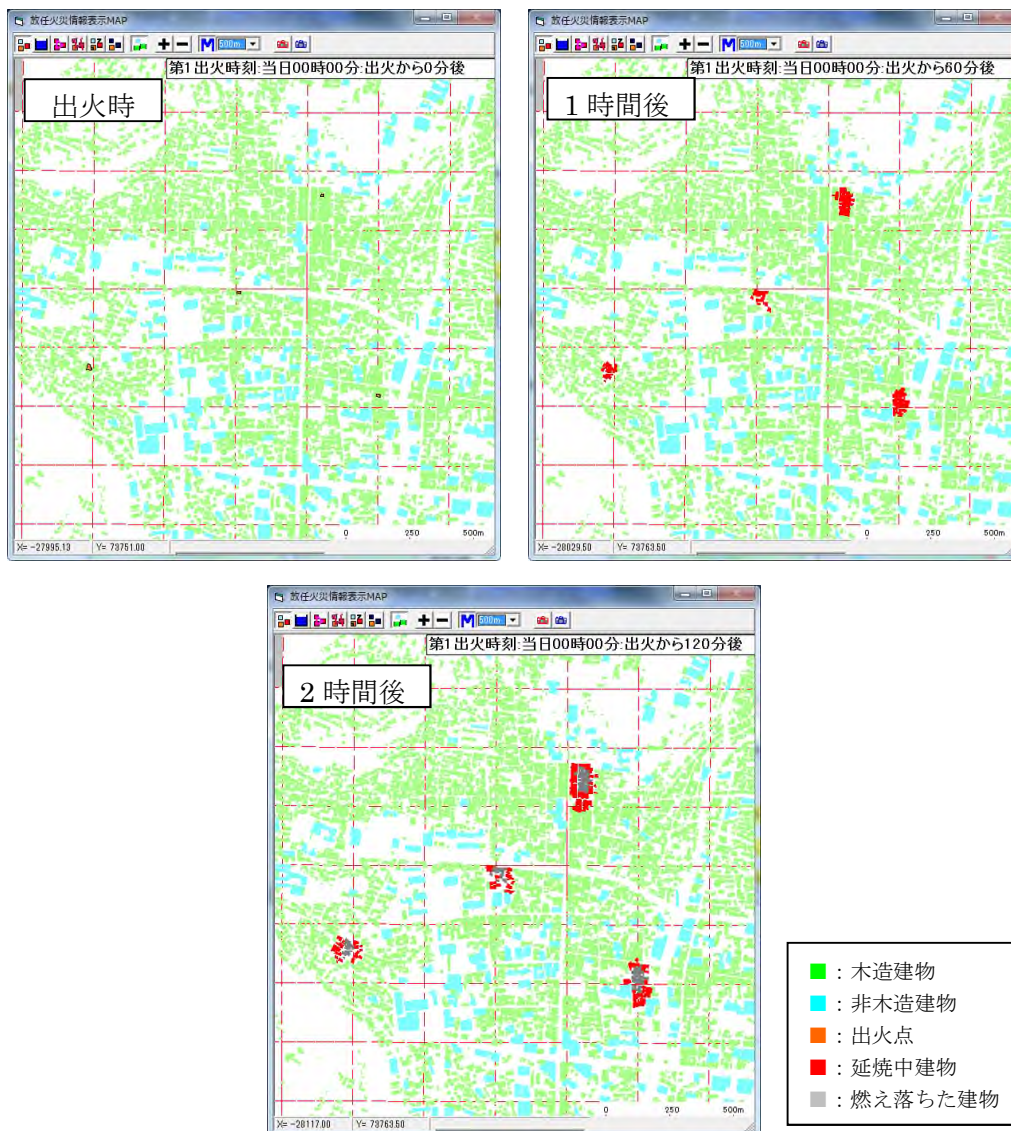 放任火災情報表示MAP
500m
第1出火時刻:当日00時00分:出火から0分後
出火時
0 250 500m
X= -27995.13 Y= 73751.00
放任火災情報表示MAP
500m
第1出火時刻:当日00時00分:出火から60分後
1時間後
0 250 500m
X= -28029.50 Y= 73763.50
放任火災情報表示MAP
500m
第1出火時刻:当日00時00分:出火から120分後
2時間後
0 250 500m
X= -28117.00 Y= 73763.50
■:木造建物
■:非木造建物
■:出火点
■:延焼中建物
■:燃え落ちた建物